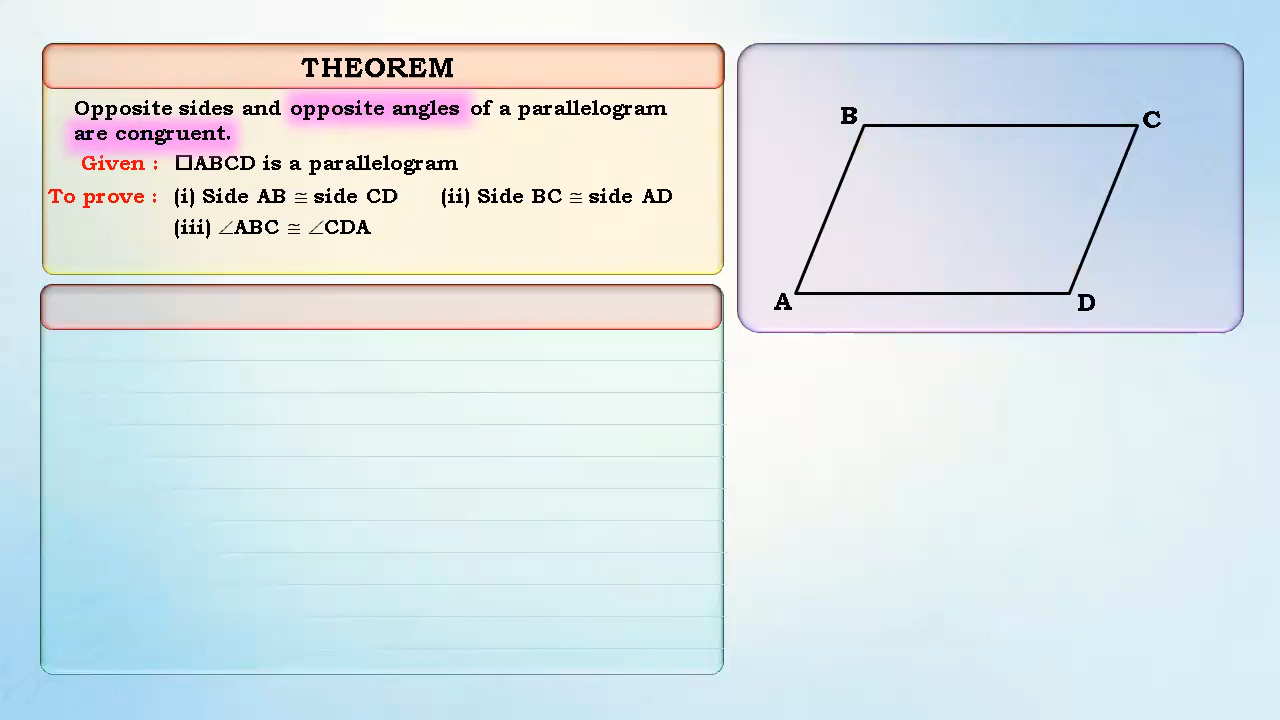 THEOREM
Opposite sides and opposite angles of a parallelogram
are congruent.
Given : □ABCD is a parallelogram
To prove : (i) Side AB ≅ side CD (ii) Side BC ≅ side AD
(iii) ∠ABC ≅ ∠CDA
B
C
A
D